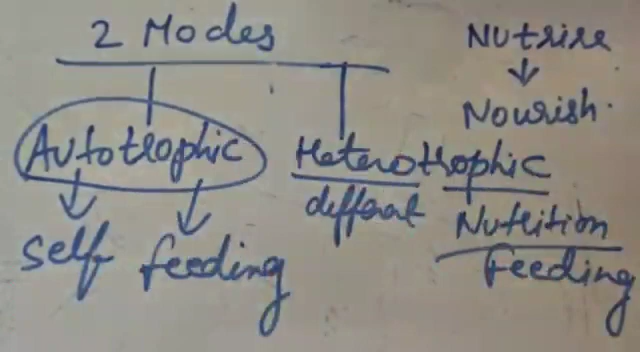 2 Modes
Nutrire
Nourish.
Autotrophic
Heterotrophic
different
Nutrition
Self feeding
Feeding